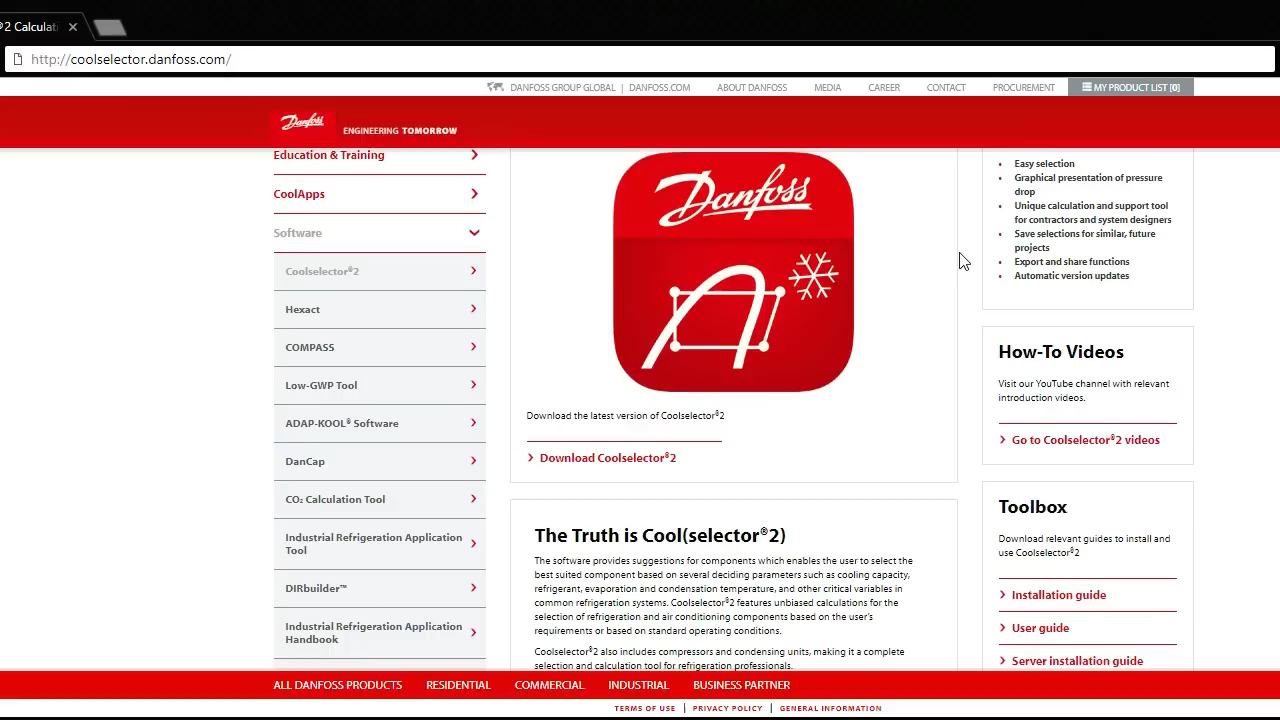 ®2 Calculat
http://coolselector.danfoss.com/
DANFOSS GROUP GLOBAL | DANFOSS.COM ABOUT DANFOSS MEDIA CAREER CONTACT PROCUREMENT MY PRODUCT LIST [0]
Danfoss ENGINEERING TOMORROW
Education & Training
CoolApps
Software
Coolselector®2
Hexact
COMPASS
Low-GWP Tool
ADAP-KOOL® Software
DanCap
CO₂ Calculation Tool
Industrial Refrigeration Application
Tool
DIRbuilder™
Industrial Refrigeration Application
Handbook
Danfoss
Download the latest version of Coolselector®2
Download Coolselector®2
The Truth is Cool(selector®2)
The software provides suggestions for components which enables the user to select the
best suited component based on several deciding parameters such as cooling capacity,
refrigerant, evaporation and condensation temperature, and other critical variables in
common refrigeration systems. Coolselector®2 features unbiased calculations for the
selection of refrigeration and air conditioning components based on the user's
requirements or based on standard operating conditions.
Coolselector®2 also includes compressors and condensing units, making it a complete
selection and calculation tool for refrigeration professionals.
• Easy selection
• Graphical presentation of pressure
drop
• Unique calculation and support tool
for contractors and system designers
• Save selections for similar, future
projects
• Export and share functions
• Automatic version updates
How-To Videos
Visit our YouTube channel with relevant
introduction videos.
Go to Coolselector®2 videos
Toolbox
Download relevant guides to install and
use Coolselector®2
Installation guide
User guide
Server installation guide
ALL DANFOSS PRODUCTS RESIDENTIAL COMMERCIAL INDUSTRIAL BUSINESS PARTNER
TERMS OF USE | PRIVACY POLICY | GENERAL INFORMATION